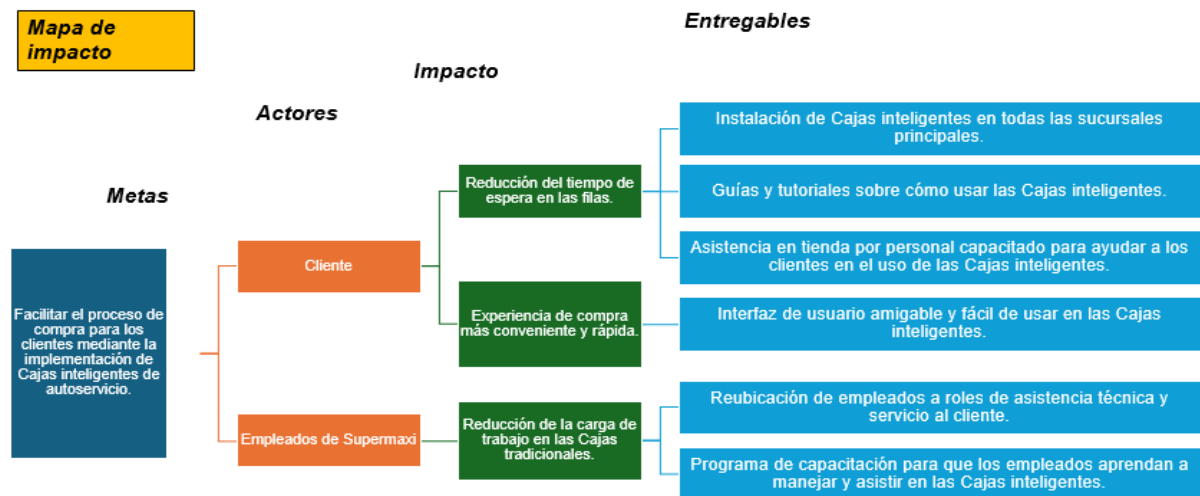 Mapa de
impacto
Entregables
Impacto
Actores
Metas
Facilitar el proceso de
compra para los
clientes mediante la
implementación de
Cajas inteligentes de
autoservicio.
Cliente
Empleados de Supermaxi
Reducción del tiempo de
espera en las filas.
Experiencia de compra
más conveniente y rápida.
Reducción de la carga de
trabajo en las Cajas
tradicionales.
Instalación de Cajas inteligentes en todas las sucursales
principales.
Guías y tutoriales sobre cómo usar las Cajas inteligentes.
Asistencia en tienda por personal capacitado para ayudar a los
clientes en el uso de las Cajas inteligentes.
Interfaz de usuario amigable y fácil de usar en las Cajas
inteligentes.
Reubicación de empleados a roles de asistencia técnica y
servicio al cliente.
Programa de capacitación para que los empleados aprendan a
manejar y asistir en las Cajas inteligentes.